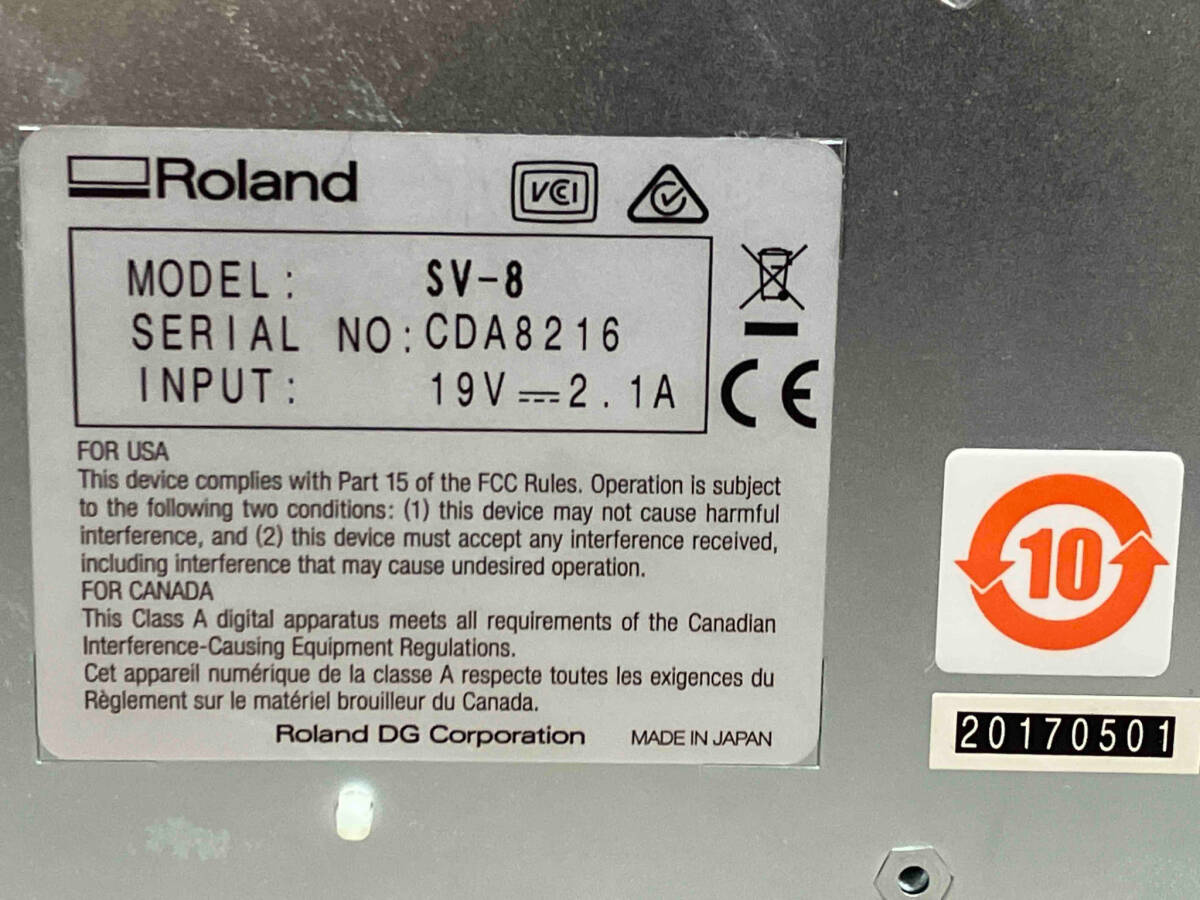 Roland
VCI
MODEL: SV-8
SERIAL NO: CDA8216
INPUT: 19V⎓2.1A
CE
FOR USA
This device complies with Part 15 of the FCC Rules. Operation is subject
to the following two conditions: (1) this device may not cause harmful
interference, and (2) this device must accept any interference received,
including interference that may cause undesired operation.
FOR CANADA
This Class A digital apparatus meets all requirements of the Canadian
Interference-Causing Equipment Regulations.
Cet appareil numérique de la classe A respecte toutes les exigences du
Règlement sur le matériel brouilleur du Canada.
Roland DG Corporation MADE IN JAPAN
10
20170501